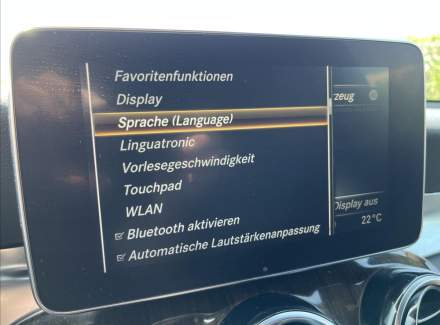 Favoritenfunktionen
Display
Sprache (Language)
Linguatronic
Vorlesegeschwindigkeit
Touchpad
WLAN
Bluetooth aktivieren
Automatische Lautstärkenanpassung
zeug
Display aus
22 °C